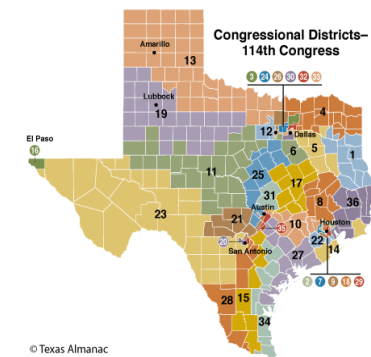 Congressional Districts–
114th Congress
3 24 26 30 32 33
Amarillo
13
Lubbock
19
4
12
Dallas
El Paso
16
6
5
1
11
25
17
31
8
36
23
Austin
21
10
Houston
35
20
22
San Antonio
14
27
2 7 9 18 29
28
15
34
© Texas Almanac